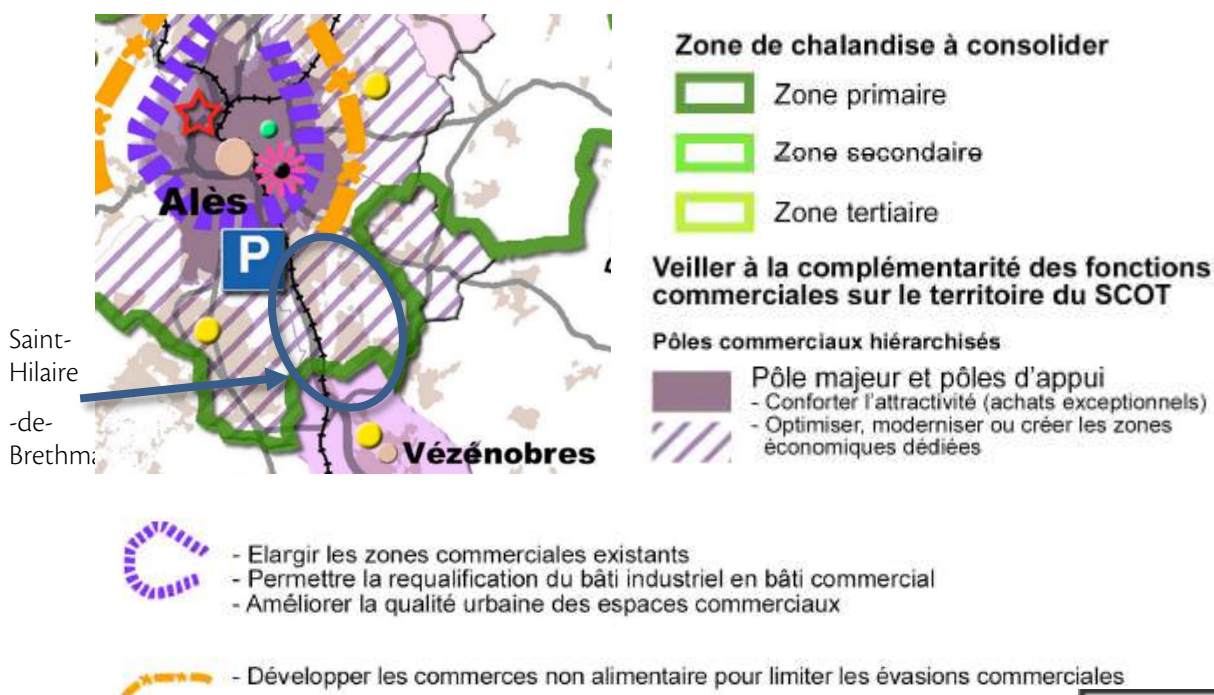 Alès
P
Saint-
Hilaire
-de-
Brethma
Vézénobres
Zone de chalandise à consolider
Zone primaire
Zone secondaire
Zone tertiaire
Veiller à la complémentarité des fonctions
commerciales sur le territoire du SCOT
Pôles commerciaux hiérarchisés
Pôle majeur et pôles d'appui
- Conforter l'attractivité (achats exceptionnels)
- Optimiser, moderniser ou créer les zones
économiques dédiées
- Elargir les zones commerciales existants
- Permettre la requalification du bâti industriel en bâti commercial
- Améliorer la qualité urbaine des espaces commerciaux
- Développer les commerces non alimentaire pour limiter les évasions commerciales